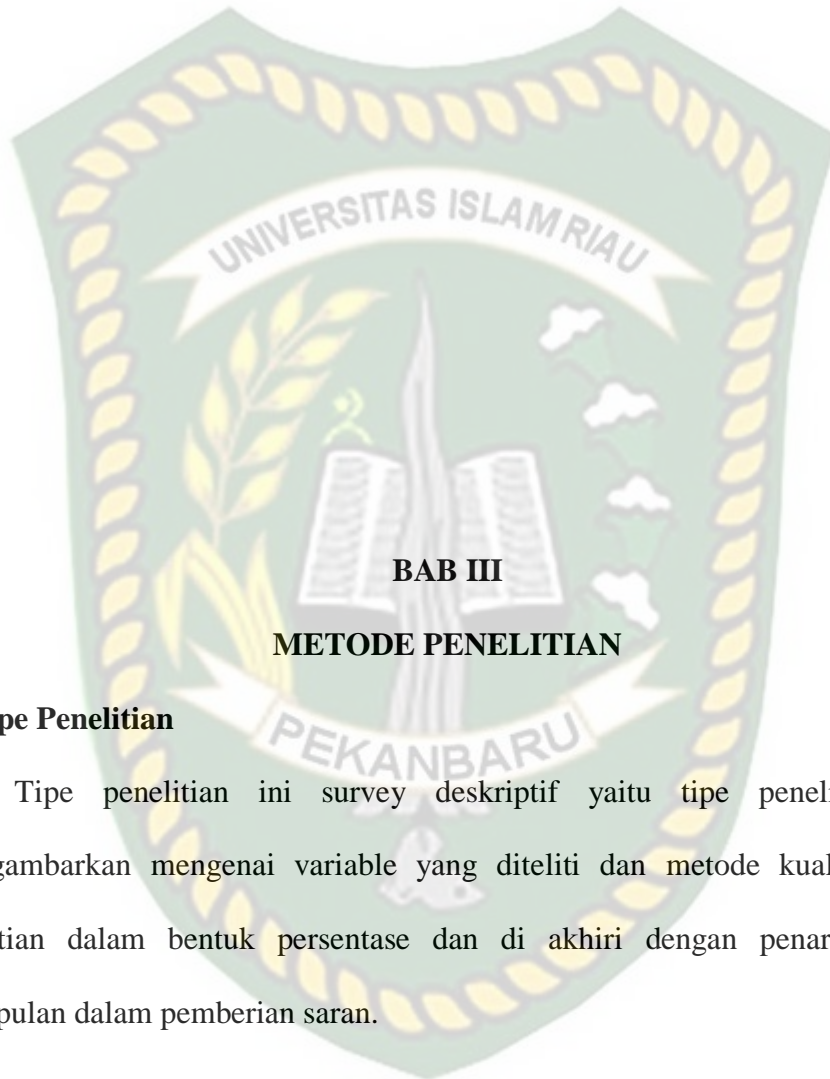 UNIVERSITAS ISLAM RIAU
BAB III
METODE PENELITIAN
pe Penelitian
PEKANBARU
Tipe penelitian ini survey deskriptif yaitu tipe penel
gambarkan mengenai variable yang diteliti dan metode kual
tian dalam bentuk persentase dan di akhiri dengan penar
pulan dalam pemberian saran.